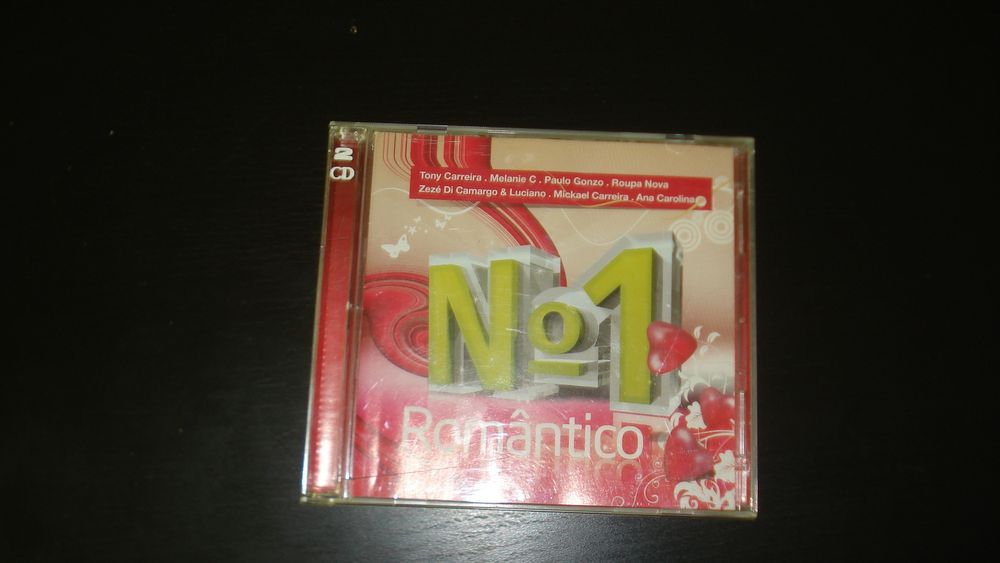 2
CD
Tony Carreira . Melanie C . Paulo Gonzo . Roupa Nova
Zezé Di Camargo & Luciano . Mickael Carreira . Ana Carolina
Nº1
Romântico